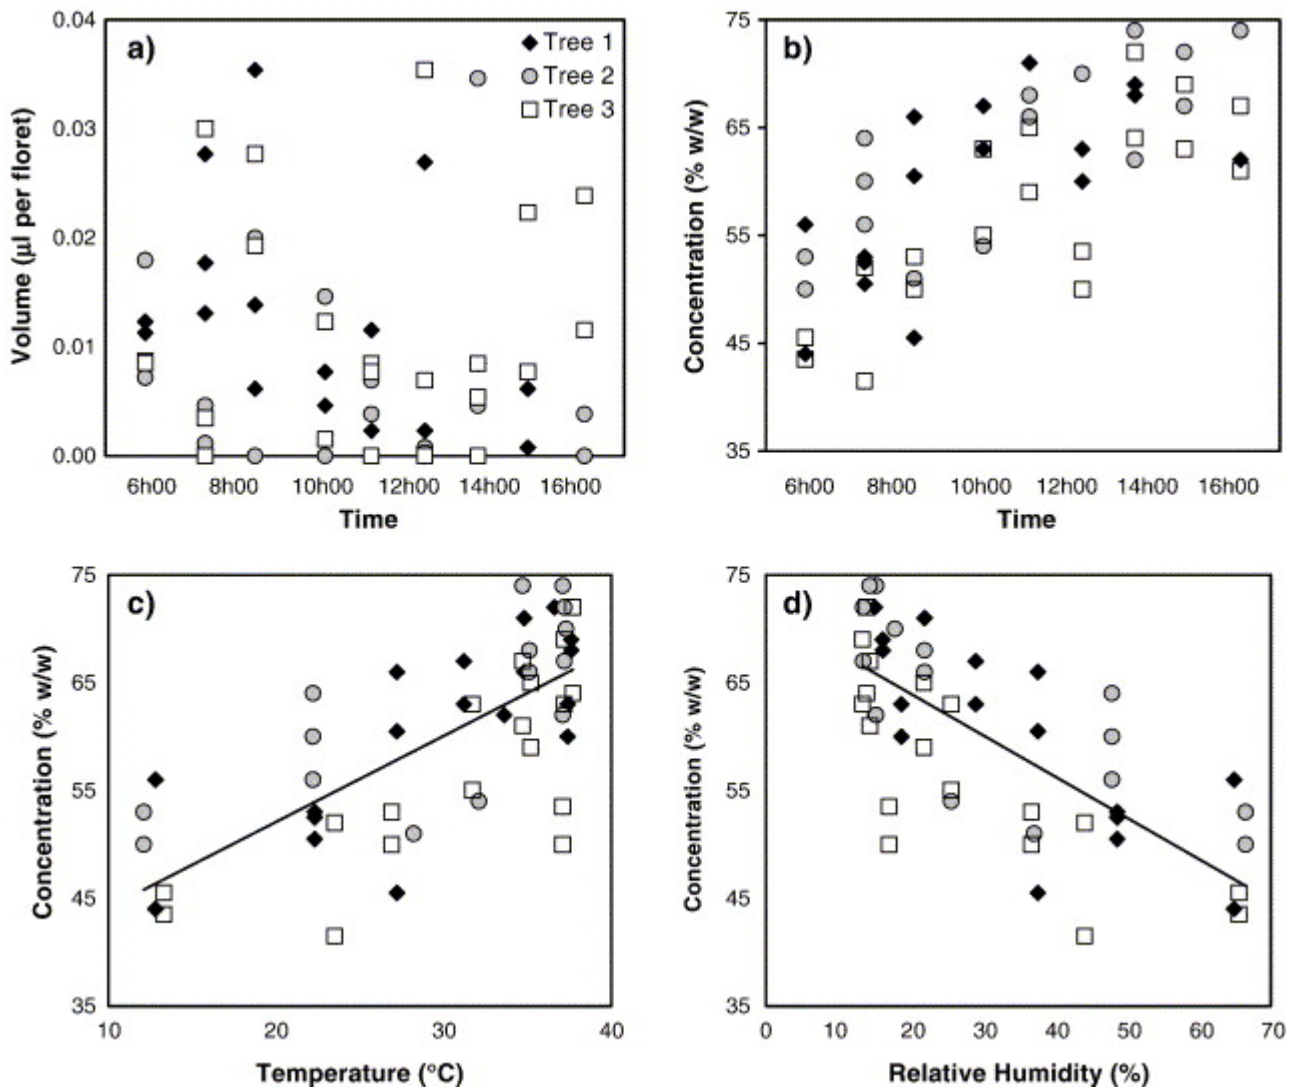 a)
Tree 1
Tree 2
Tree 3
0.04
0.03
0.02
0.01
0.00
Volume (µl per floret)
6h00 8h00 10h00 12h00 14h00 16h00
Time
b)
75
65
55
45
35
Concentration (% w/w)
6h00 8h00 10h00 12h00 14h00 16h00
Time
c)
75
65
55
45
35
Concentration (% w/w)
10 20 30 40
Temperature (°C)
d)
75
65
55
45
35
Concentration (% w/w)
0 10 20 30 40 50 60 70
Relative Humidity (%)